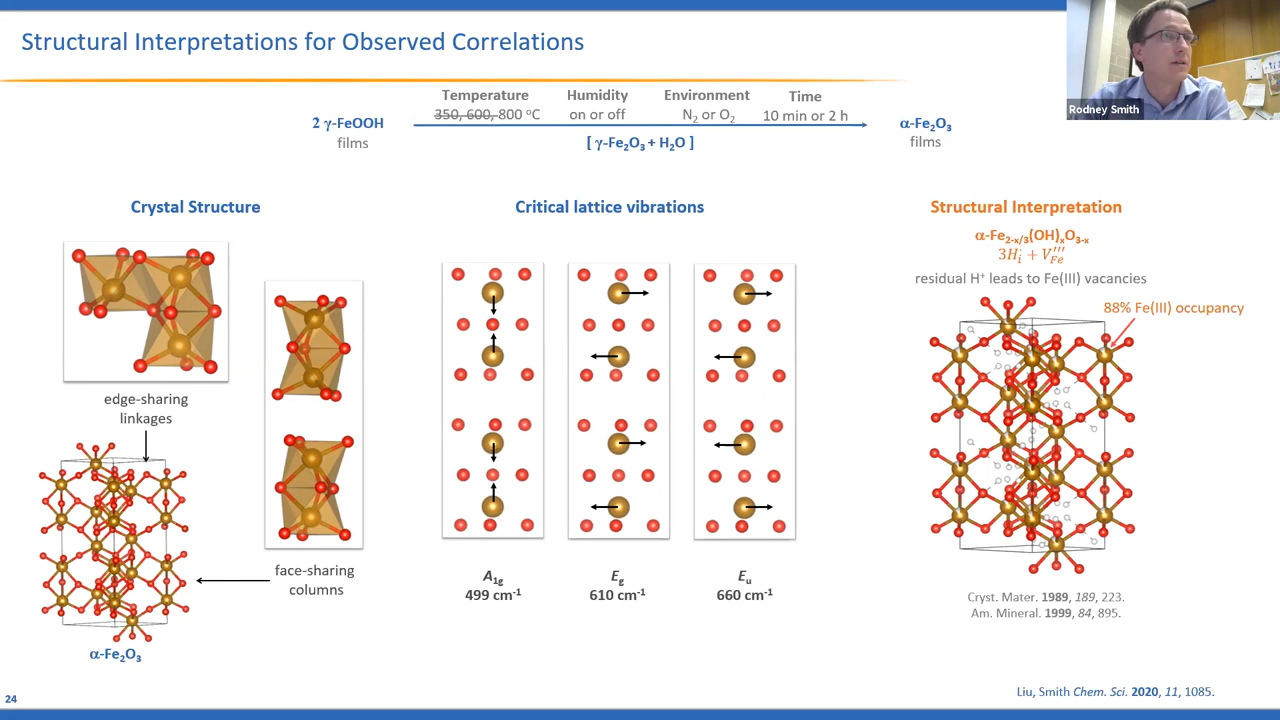 Structural Interpretations for Observed Correlations
Rodney Smith
2 γ-FeOOH
films
Temperature
350, 600, 800 °C
Humidity
on or off
Environment
N₂ or O₂
Time
10 min or 2 h
[ γ-Fe₂O₃ + H₂O ]
α-Fe₂O₃
films
Crystal Structure
edge-sharing
linkages
face-sharing
columns
α-Fe₂O₃
Critical lattice vibrations
A₁g
499 cm⁻¹
Eg
610 cm⁻¹
Eu
660 cm⁻¹
Structural Interpretation
α-Fe₂₋ₓ/₃(OH)ₓO₃₋ₓ
3Hᵢ˙ + V‴Fe
residual H⁺ leads to Fe(III) vacancies
88% Fe(III) occupancy
Cryst. Mater. 1989, 189, 223.
Am. Mineral. 1999, 84, 895.
Liu, Smith Chem. Sci. 2020, 11, 1085.
24